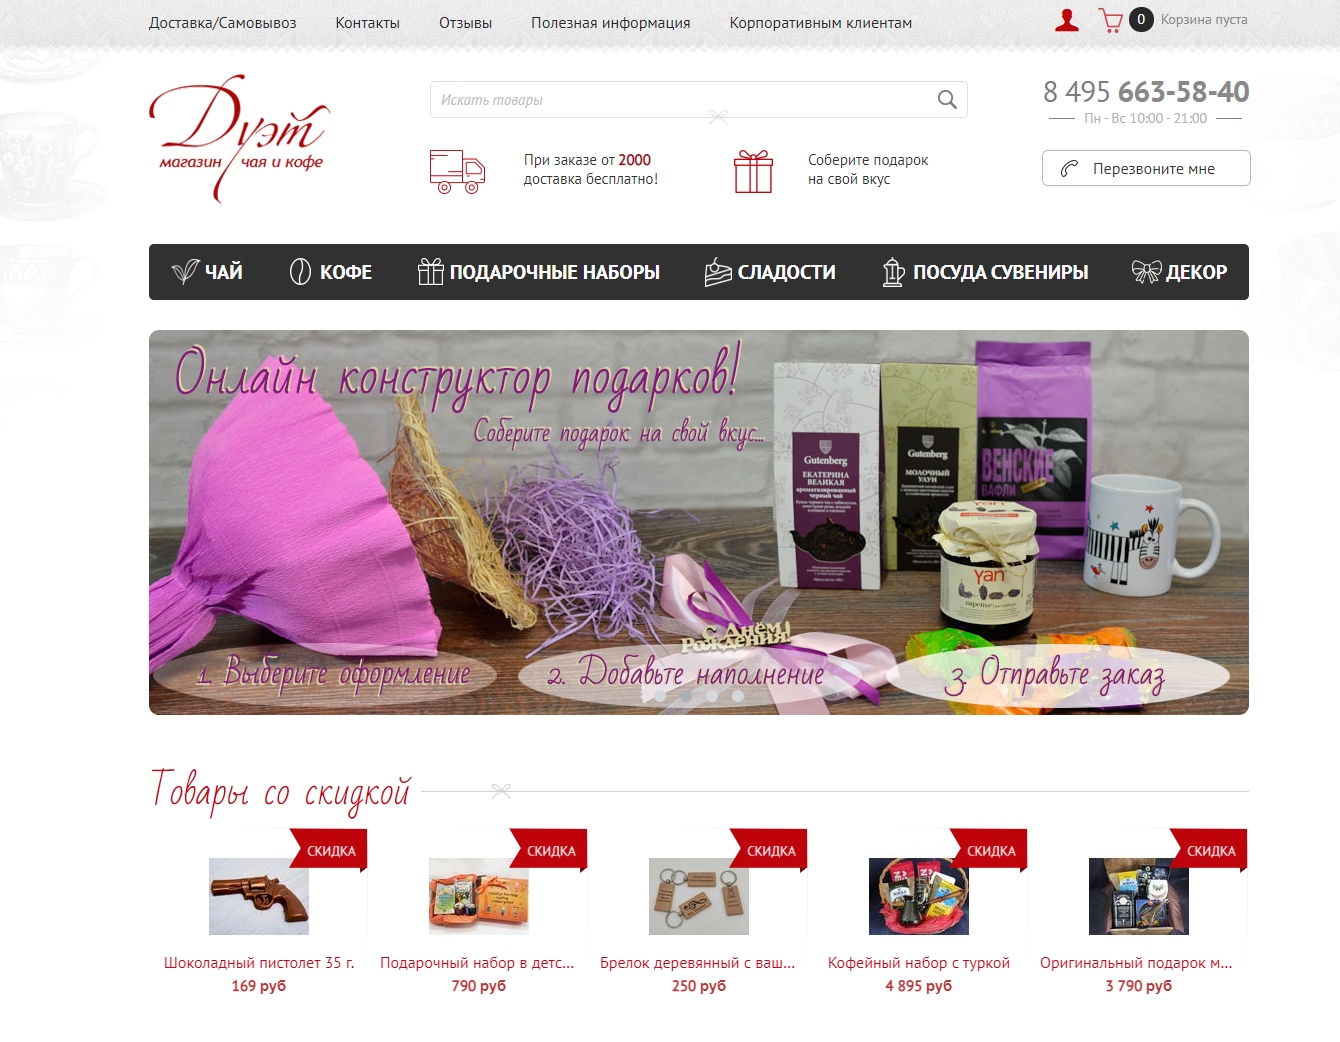 Доставка/Самовывоз Контакты Отзывы Полезная информация Корпоративным клиентам
0 Корзина пуста
Дуэт
магазин чая и кофе
Искать товары
8 495 663-58-40
Пн - Вс 10:00 - 21:00
При заказе от 2000
доставка бесплатно!
Соберите подарок
на свой вкус
Перезвоните мне
ЧАЙ КОФЕ ПОДАРОЧНЫЕ НАБОРЫ СЛАДОСТИ ПОСУДА СУВЕНИРЫ ДЕКОР
Онлайн конструктор подарков!
Соберите подарок на свой вкус...
Gutenberg
ЕКАТЕРИНА
ВЕЛИКАЯ
ароматизированный
черный чай
Gutenberg
МОЛОЧНЫЙ
УЛУН
ВЕНСКИЕ
ВАФЛИ
yan
Yan
варенье
С Днём
Рождения!
1. Выберите оформление 2. Добавьте наполнение 3. Отправьте заказ
Товары со скидкой
СКИДКА СКИДКА СКИДКА СКИДКА СКИДКА
Шоколадный пистолет 35 г. Подарочный набор в детс... Брелок деревянный с ваш... Кофейный набор с туркой Оригинальный подарок м...
169 руб 790 руб 250 руб 4 895 руб 3 790 руб